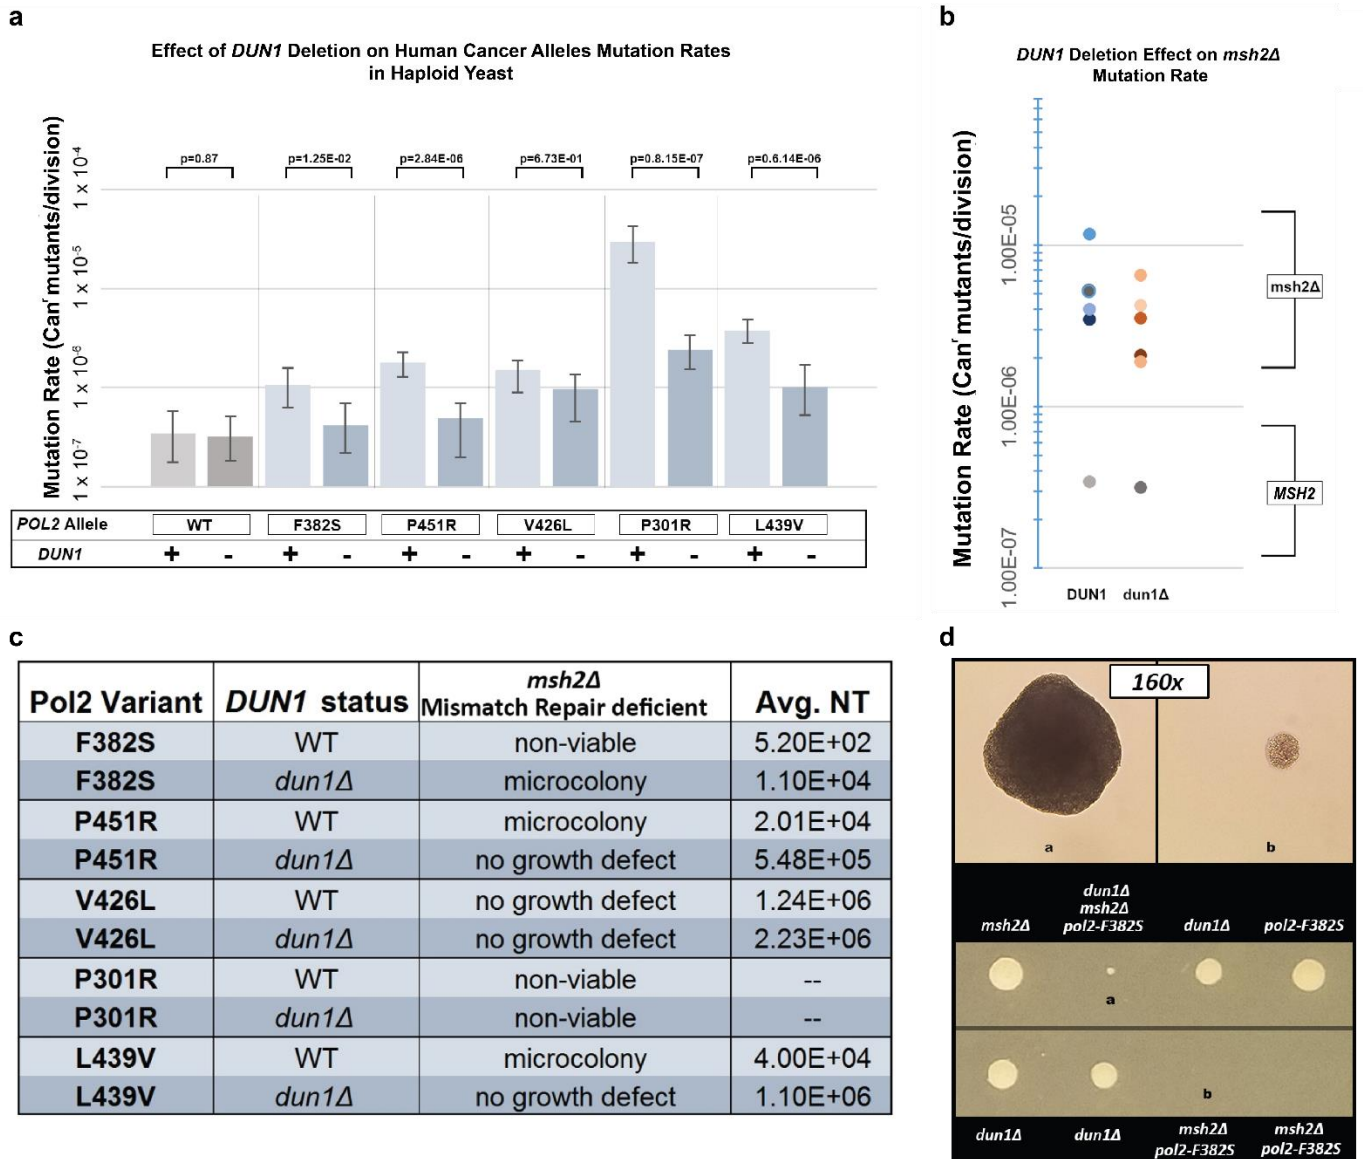 a
Effect of DUN1 Deletion on Human Cancer Alleles Mutation Rates
in Haploid Yeast
Mutation Rate (Canʳ mutants/division)
1 x 10⁻⁴
1 x 10⁻⁵
1 x 10⁻⁶
1 x 10⁻⁷
p=0.87
p=1.25E-02
p=2.84E-06
p=6.73E-01
p=0.8.15E-07
p=0.6.14E-06
POL2 Allele WT F382S P451R V426L P301R L439V
DUN1 + - + - + - + - + - + -
b
DUN1 Deletion Effect on msh2Δ
Mutation Rate
Mutation Rate (Canʳ mutants/division)
1.00E-05
1.00E-06
1.00E-07
msh2Δ
MSH2
DUN1 dun1Δ
c
Pol2 Variant DUN1 status msh2Δ Avg. NT
Mismatch Repair deficient
F382S WT non-viable 5.20E+02
F382S dun1Δ microcolony 1.10E+04
P451R WT microcolony 2.01E+04
P451R dun1Δ no growth defect 5.48E+05
V426L WT no growth defect 1.24E+06
V426L dun1Δ no growth defect 2.23E+06
P301R WT non-viable --
P301R dun1Δ non-viable --
L439V WT microcolony 4.00E+04
L439V dun1Δ no growth defect 1.10E+06
d
160x
a
b
dun1Δ
msh2Δ
msh2Δ pol2-F382S dun1Δ pol2-F382S
a
b
dun1Δ dun1Δ msh2Δ msh2Δ
pol2-F382S pol2-F382S